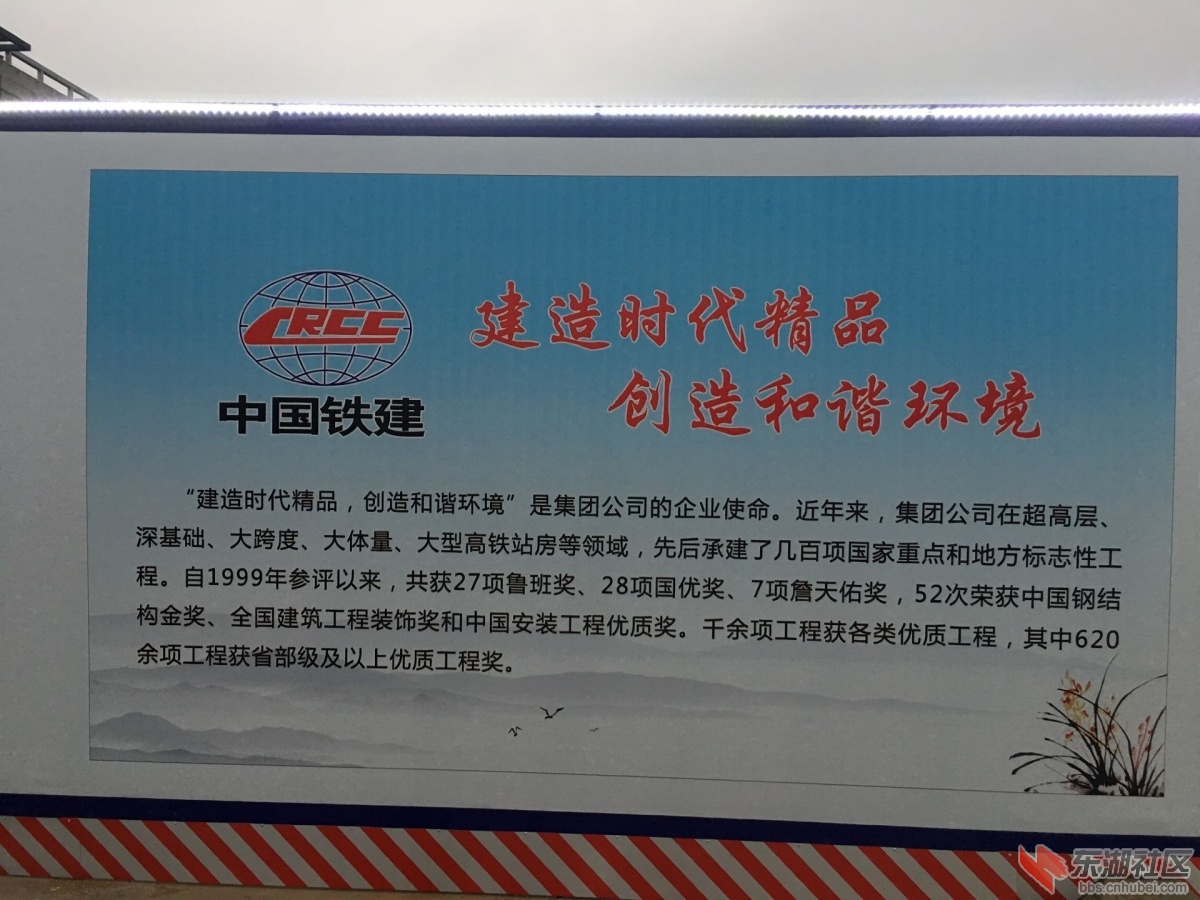 CRCC
中国铁建
建造时代精品
创造和谐环境
“建造时代精品，创造和谐环境”是集团公司的企业使命。近年来，集团公司在超高层、
深基础、大跨度、大体量、大型高铁站房等领域，先后承建了几百项国家重点和地方标志性工
程。自1999年参评以来，共获27项鲁班奖、28项国优奖、7项詹天佑奖，52次荣获中国钢结
构金奖、全国建筑工程装饰奖和中国安装工程优质奖。千余项工程获各类优质工程，其中620
余项工程获省部级及以上优质工程奖。
东湖社区
bbs.cnhubei.com